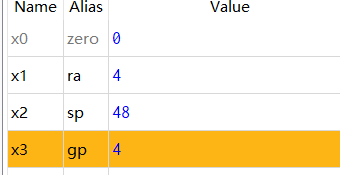 Name Alias Value
x0 zero 0
x1 ra 4
x2 sp 48
x3 gp 4